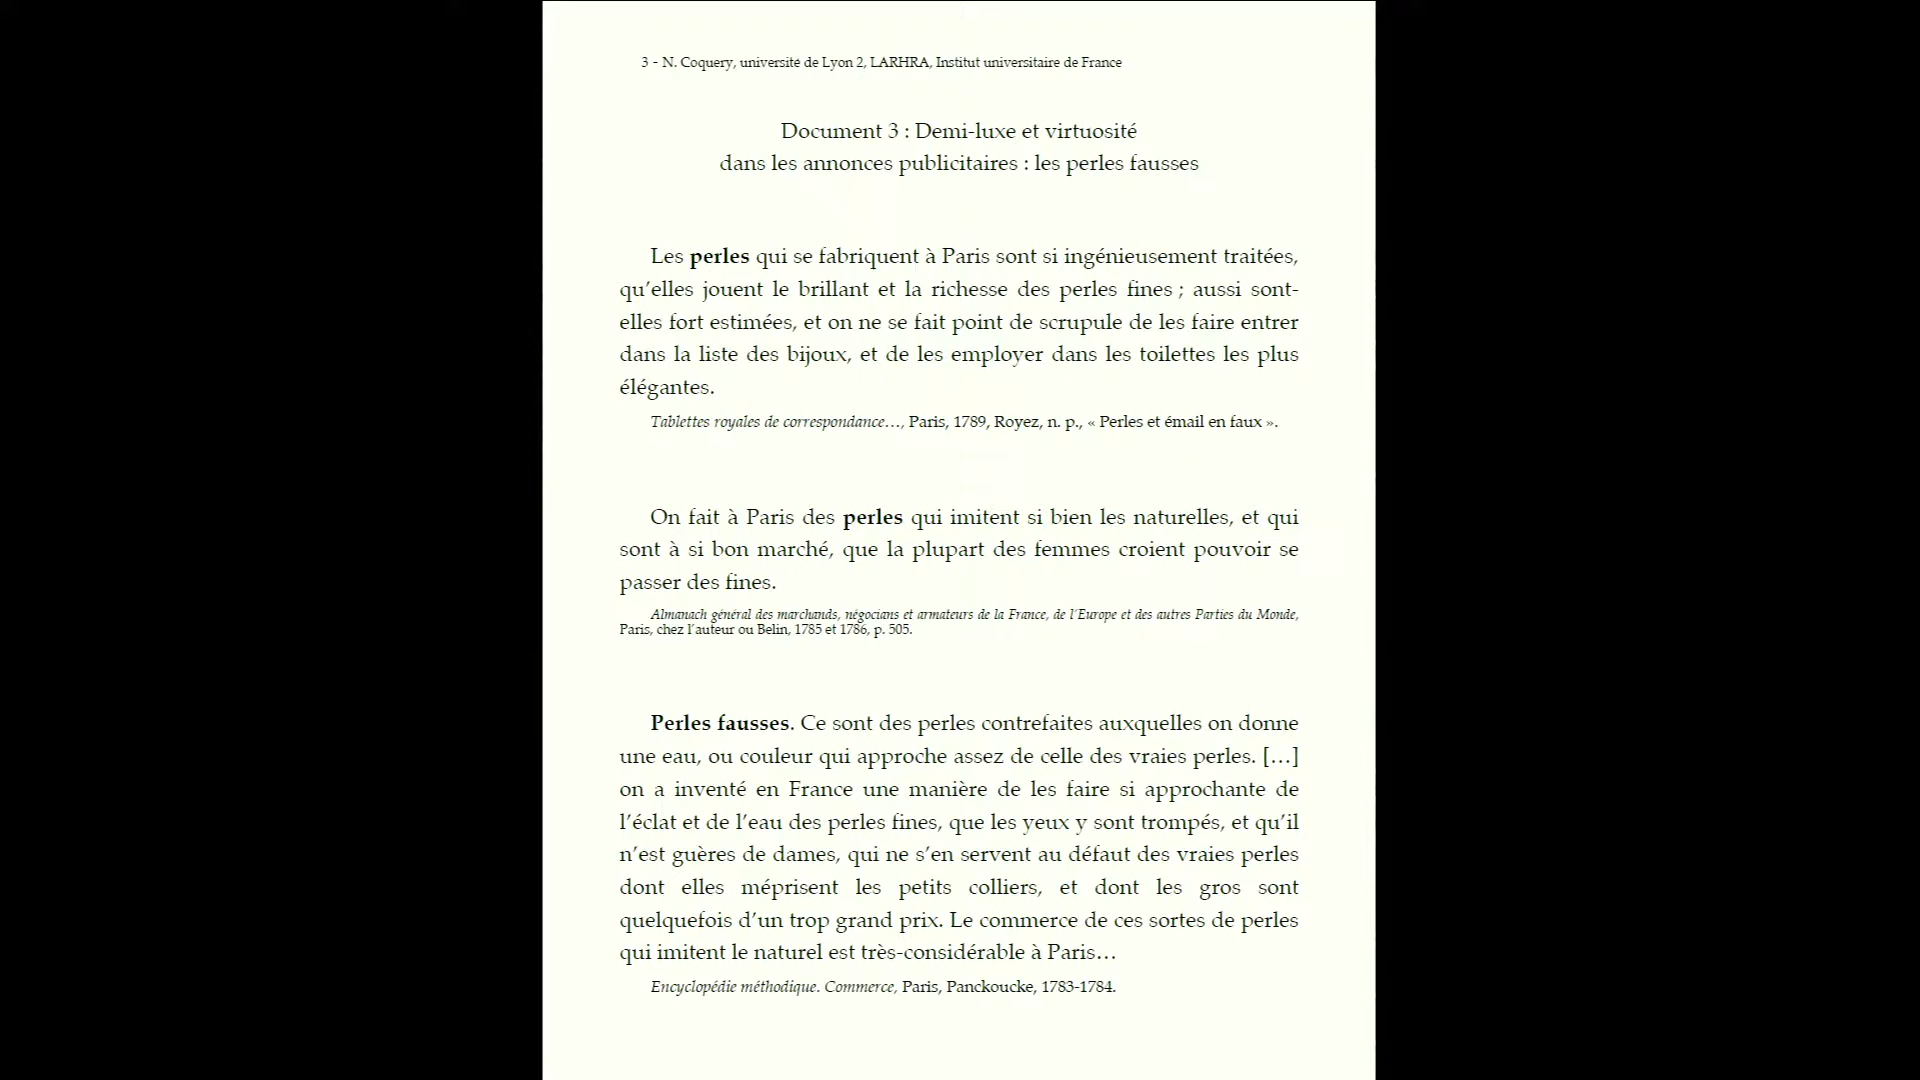 3 - N. Coquery, université de Lyon 2, LARHRA, Institut universitaire de France
Document 3 : Demi-luxe et virtuosité
dans les annonces publicitaires : les perles fausses
Les perles qui se fabriquent à Paris sont si ingénieusement traitées,
qu’elles jouent le brillant et la richesse des perles fines ; aussi sont-
elles fort estimées, et on ne se fait point de scrupule de les faire entrer
dans la liste des bijoux, et de les employer dans les toilettes les plus
élégantes.
Tablettes royales de correspondance…, Paris, 1789, Royez, n. p., « Perles et émail en faux ».
On fait à Paris des perles qui imitent si bien les naturelles, et qui
sont à si bon marché, que la plupart des femmes croient pouvoir se
passer des fines.
Almanach général des marchands, négocians et armateurs de la France, de l’Europe et des autres Parties du Monde,
Paris, chez l’auteur ou Belin, 1785 et 1786, p. 505.
Perles fausses. Ce sont des perles contrefaites auxquelles on donne
une eau, ou couleur qui approche assez de celle des vraies perles. […]
on a inventé en France une manière de les faire si approchante de
l’éclat et de l’eau des perles fines, que les yeux y sont trompés, et qu’il
n’est guères de dames, qui ne s’en servent au défaut des vraies perles
dont elles méprisent les petits colliers, et dont les gros sont
quelquefois d’un trop grand prix. Le commerce de ces sortes de perles
qui imitent le naturel est très-considérable à Paris…
Encyclopédie méthodique. Commerce, Paris, Panckoucke, 1783-1784.